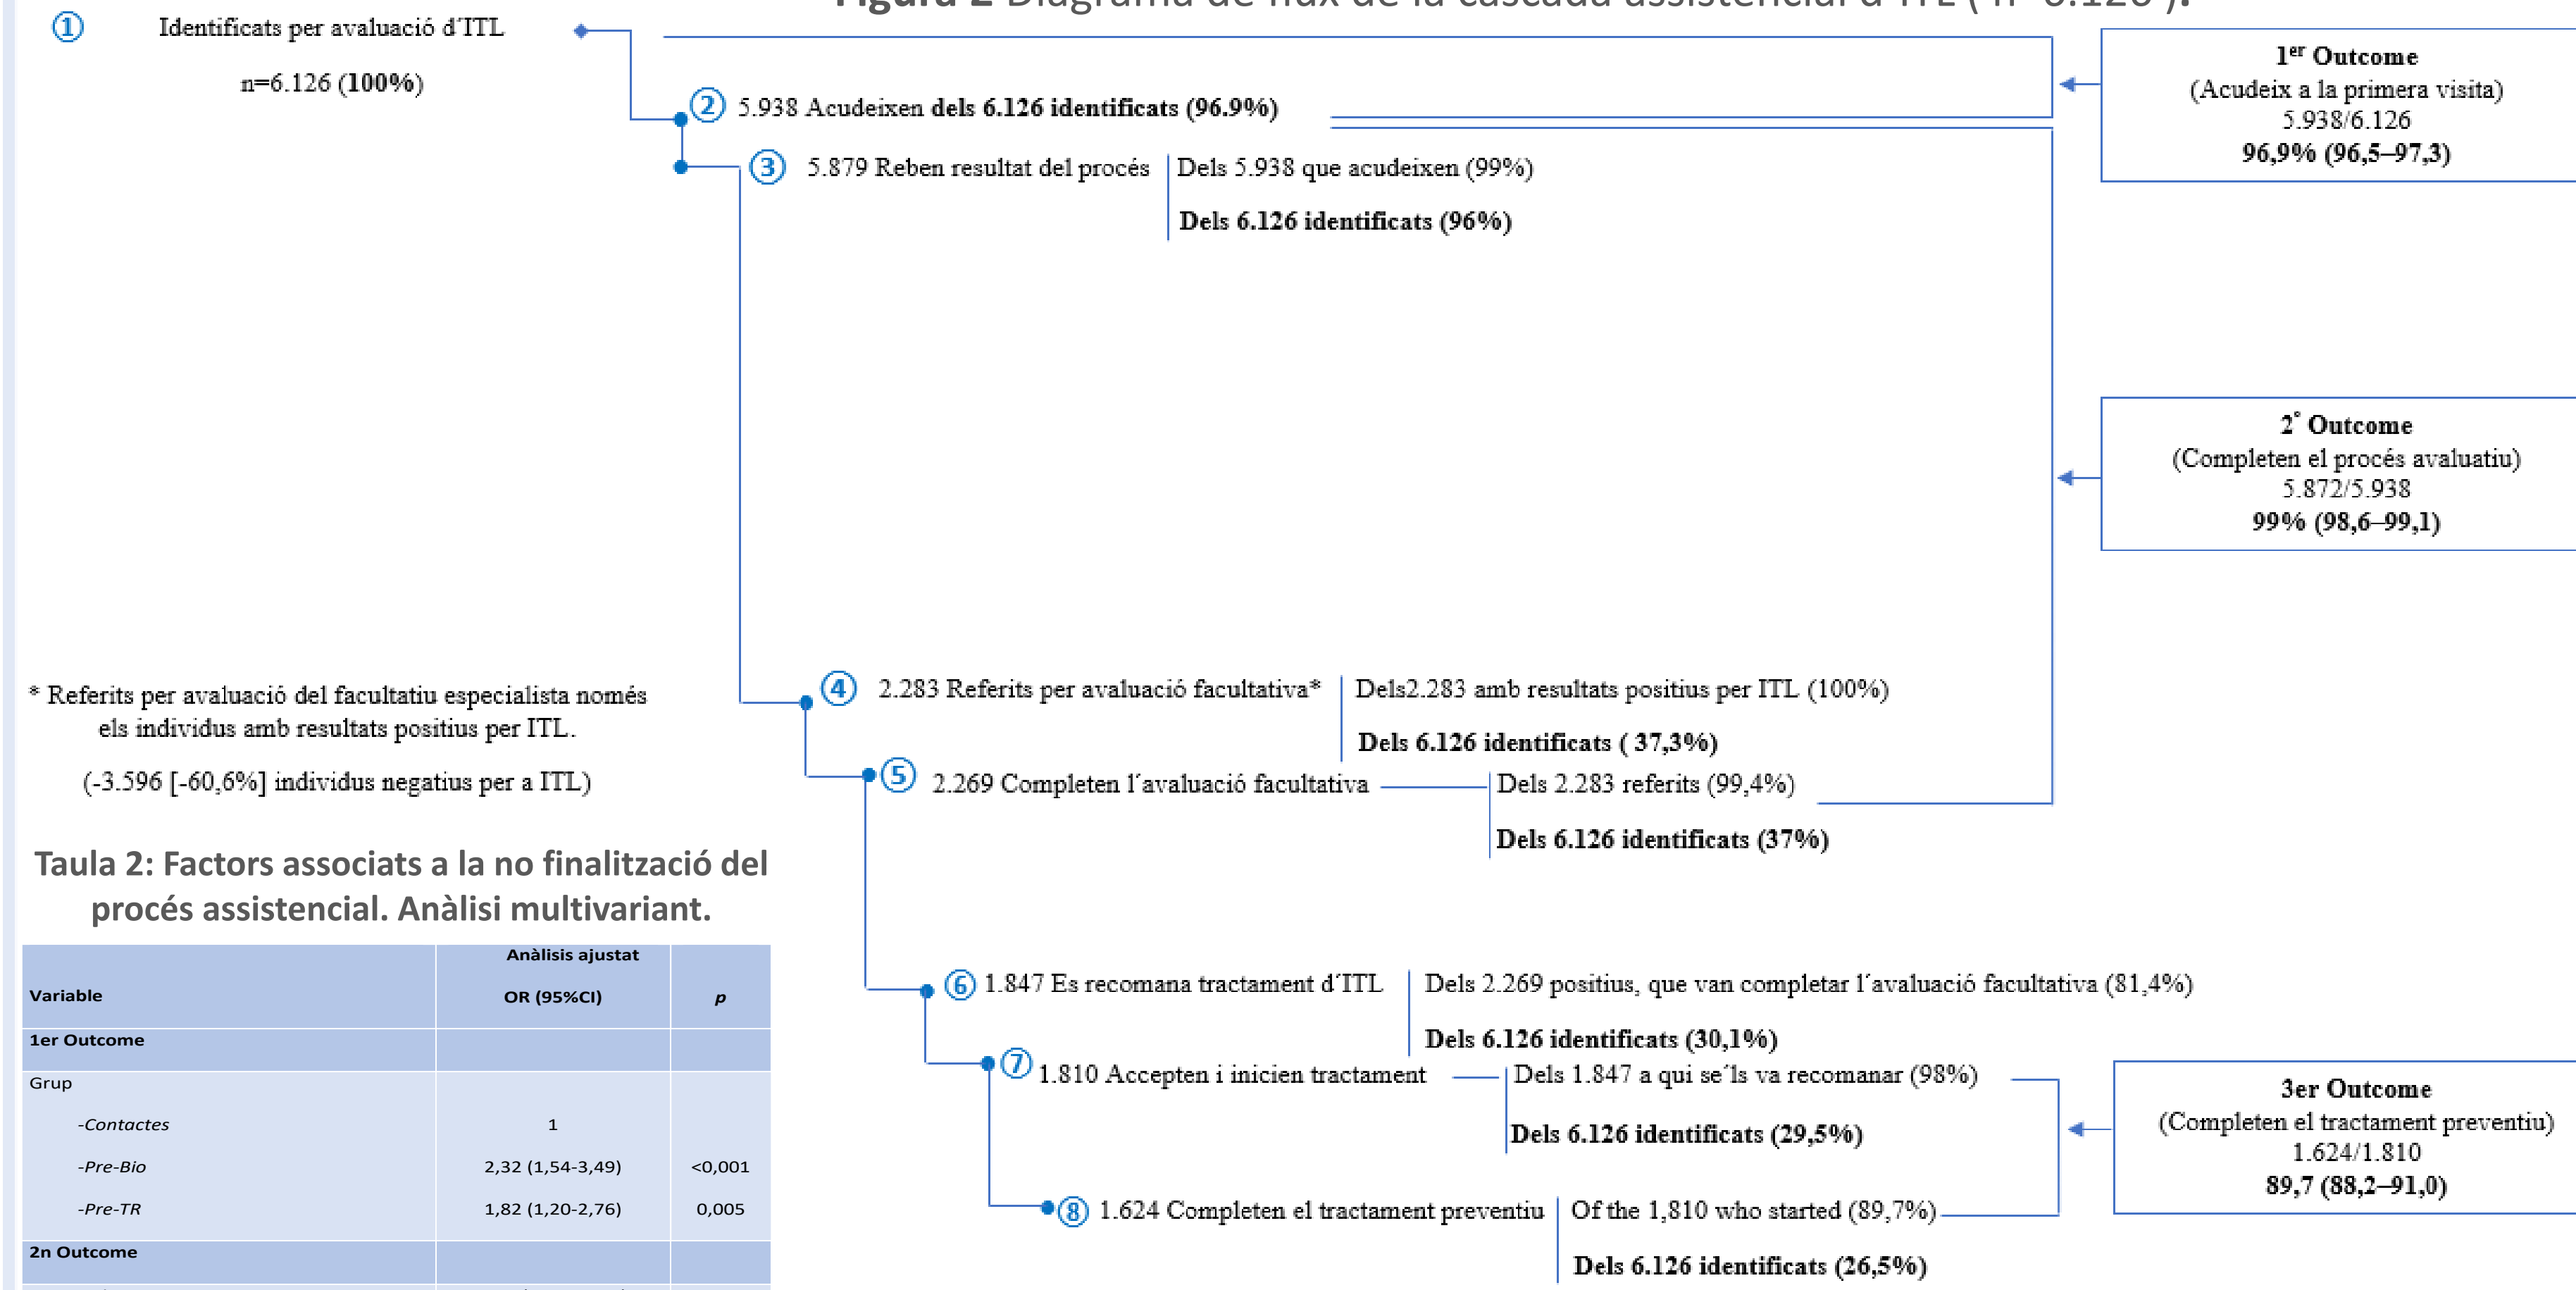 Figura 2 Diagrama de flux de la cascada assistencial d´ITL ( n=6.126 ).
① Identificats per avaluació d´ITL
n=6.126 (100%)
② 5.938 Acudeixen dels 6.126 identificats (96.9%)
③ 5.879 Reben resultat del procés
Dels 5.938 que acudeixen (99%)
Dels 6.126 identificats (96%)
1er Outcome
(Acudeix a la primera visita)
5.938/6.126
96,9% (96,5–97,3)
2º Outcome
(Completen el procés avaluatiu)
5.872/5.938
99% (98,6–99,1)
④ 2.283 Referits per avaluació facultativa*
Dels2.283 amb resultats positius per ITL (100%)
Dels 6.126 identificats ( 37,3%)
* Referits per avaluació del facultatiu especialista només
els individus amb resultats positius per ITL.
(-3.596 [-60,6%] individus negatius per a ITL)
⑤ 2.269 Completen l´avaluació facultativa
Dels 2.283 referits (99,4%)
Dels 6.126 identificats (37%)
⑥ 1.847 Es recomana tractament d´ITL
Dels 2.269 positius, que van completar l´avaluació facultativa (81,4%)
Dels 6.126 identificats (30,1%)
⑦ 1.810 Accepten i inicien tractament
Dels 1.847 a qui se´ls va recomanar (98%)
Dels 6.126 identificats (29,5%)
⑧ 1.624 Completen el tractament preventiu
Of the 1,810 who started (89,7%)
Dels 6.126 identificats (26,5%)
3er Outcome
(Completen el tractament preventiu)
1.624/1.810
89,7 (88,2–91,0)
Taula 2: Factors associats a la no finalització del
procés assistencial. Anàlisi multivariant.
Anàlisis ajustat
Variable OR (95%CI) p
1er Outcome
Grup
-Contactes 1
-Pre-Bio 2,32 (1,54-3,49) <0,001
-Pre-TR 1,82 (1,20-2,76) 0,005
2n Outcome